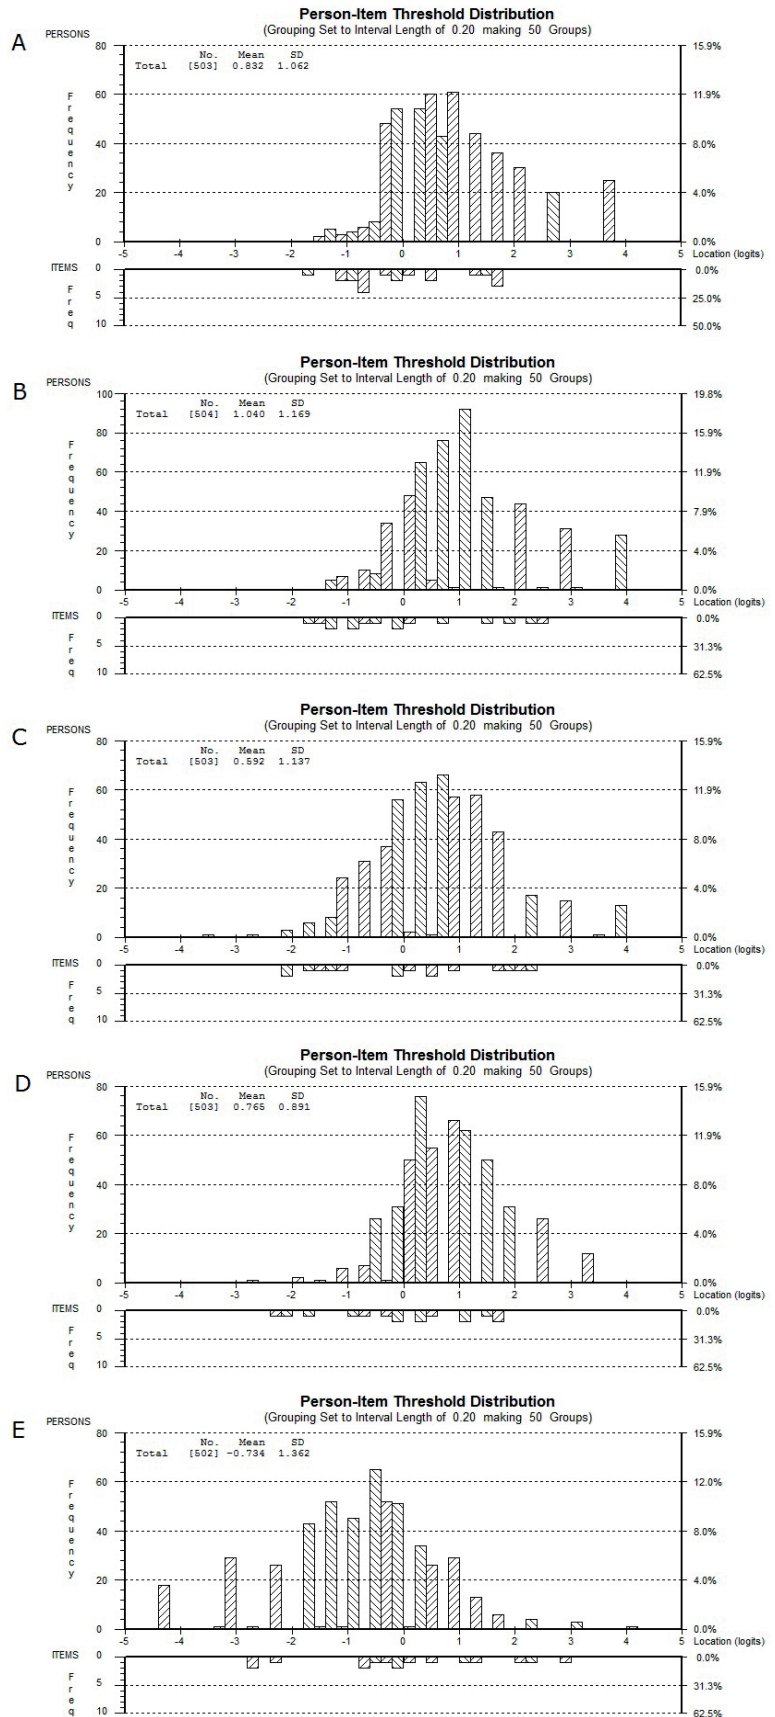 A
Person-Item Threshold Distribution
PERSONS (Grouping Set to Interval Length of 0.20 making 50 Groups)
No. Mean SD
Total [503] 0.832 1.062
Frequency
80 60 40 20 0
15.9% 11.9% 8.0% 4.0% 0.0%
-5 -4 -3 -2 -1 0 1 2 3 4 5 Location (logits)
ITEMS 0 5 10
Freq
0.0% 25.0% 50.0%
B
Person-Item Threshold Distribution
PERSONS (Grouping Set to Interval Length of 0.20 making 50 Groups)
No. Mean SD
Total [504] 1.040 1.169
Frequency
100 80 60 40 20 0
19.8% 15.9% 11.9% 7.9% 4.0% 0.0%
-5 -4 -3 -2 -1 0 1 2 3 4 5 Location (logits)
ITEMS 0 5 10
Freq
0.0% 31.3% 62.5%
C
Person-Item Threshold Distribution
PERSONS (Grouping Set to Interval Length of 0.20 making 50 Groups)
No. Mean SD
Total [503] 0.592 1.137
Frequency
80 60 40 20 0
15.9% 11.9% 8.0% 4.0% 0.0%
-5 -4 -3 -2 -1 0 1 2 3 4 5 Location (logits)
ITEMS 0 5 10
Freq
0.0% 31.3% 62.5%
D
Person-Item Threshold Distribution
PERSONS (Grouping Set to Interval Length of 0.20 making 50 Groups)
No. Mean SD
Total [503] 0.765 0.891
Frequency
80 60 40 20 0
15.9% 11.9% 8.0% 4.0% 0.0%
-5 -4 -3 -2 -1 0 1 2 3 4 5 Location (logits)
ITEMS 0 5 10
Freq
0.0% 31.3% 62.5%
E
Person-Item Threshold Distribution
PERSONS (Grouping Set to Interval Length of 0.20 making 50 Groups)
No. Mean SD
Total [502] -0.734 1.362
Frequency
80 60 40 20 0
15.9% 12.0% 8.0% 4.0% 0.0%
-5 -4 -3 -2 -1 0 1 2 3 4 5 Location (logits)
ITEMS 0 5 10
Freq
0.0% 31.3% 62.5%